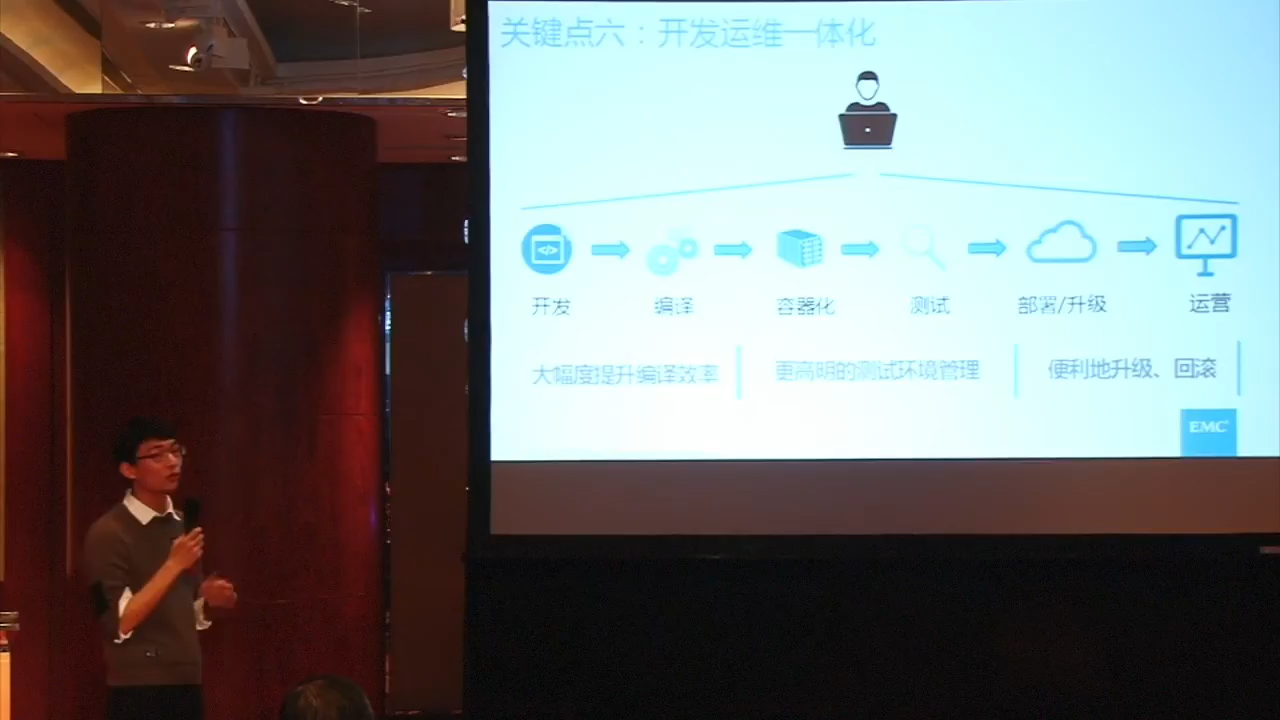 关键点六：开发运维一体化
</>
开发
编译
容器化
测试
部署/升级
运营
大幅度提升编译效率
更高明的测试环境管理
便利地升级、回滚
EMC